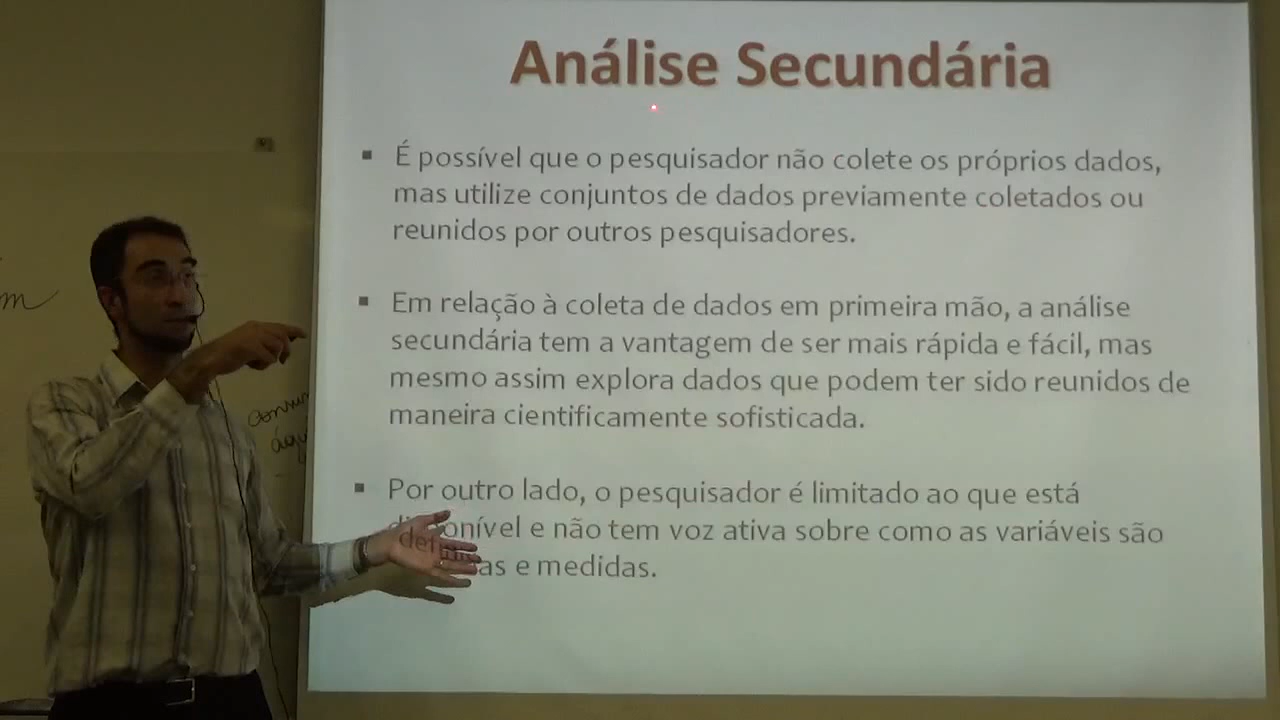 Análise Secundária
▪ É possível que o pesquisador não colete os próprios dados,
mas utilize conjuntos de dados previamente coletados ou
reunidos por outros pesquisadores.
▪ Em relação à coleta de dados em primeira mão, a análise
secundária tem a vantagem de ser mais rápida e fácil, mas
mesmo assim explora dados que podem ter sido reunidos de
maneira cientificamente sofisticada.
▪ Por outro lado, o pesquisador é limitado ao que está
disponível e não tem voz ativa sobre como as variáveis são
definidas e medidas.